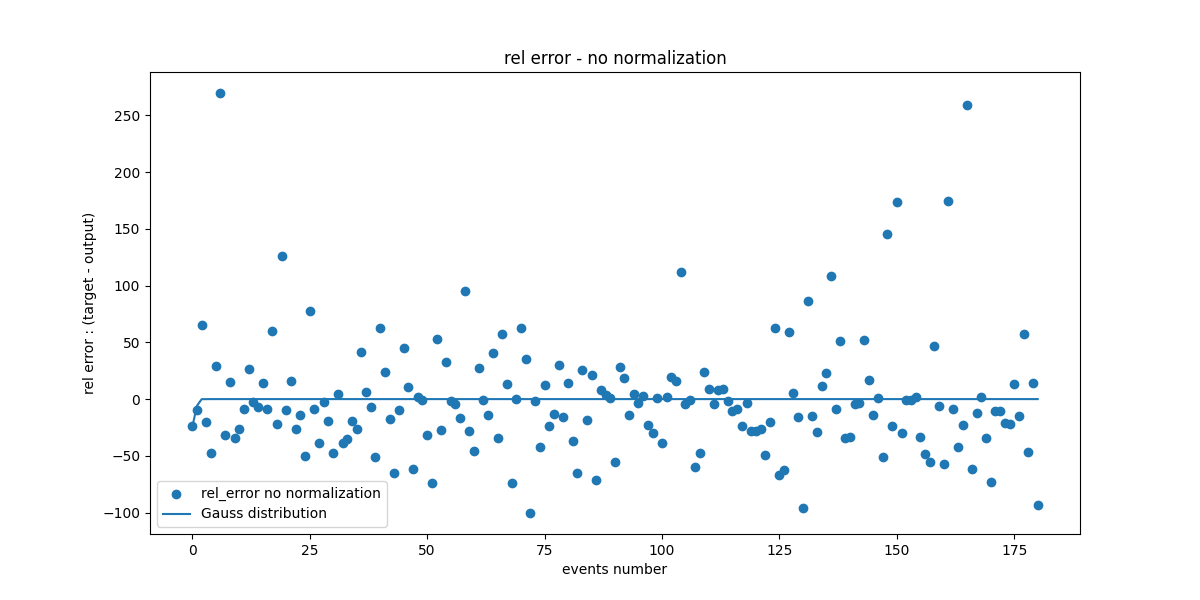 rel error - no normalization
rel error : (target - output)
250
200
150
100
50
0
−50
−100
rel_error no normalization
Gauss distribution
0 25 50 75 100 125 150 175
events number